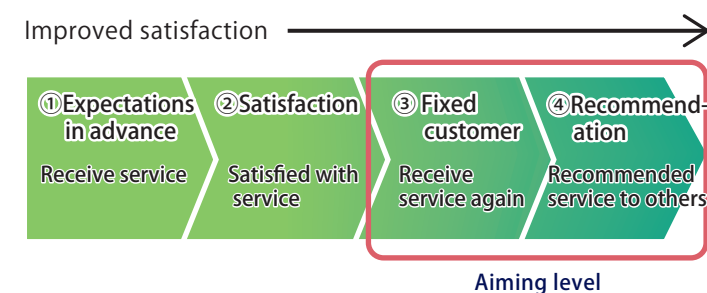 Improved satisfaction
①Expectations
in advance
Receive service
②Satisfaction
Satisfied with
service
③ Fixed
customer
Receive
service again
④Recommend-
ation
Recommended
service to others
Aiming level